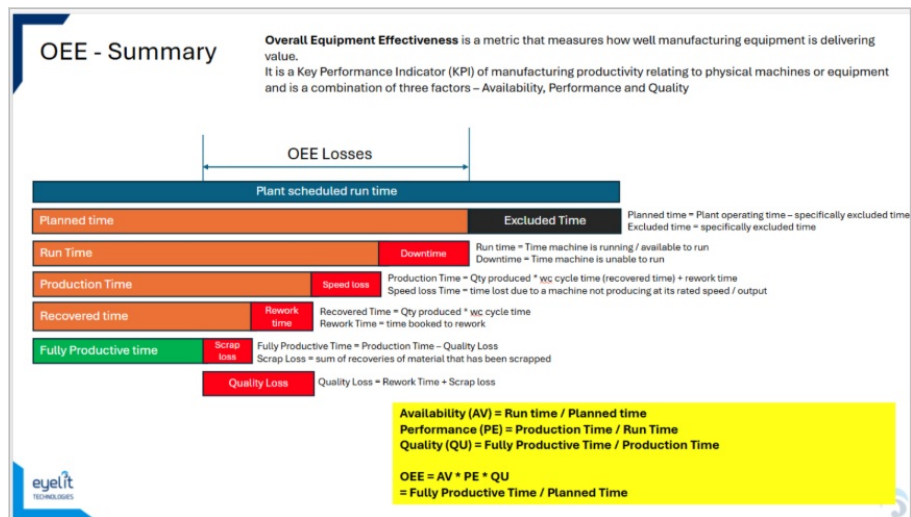 OEE - Summary
Overall Equipment Effectiveness is a metric that measures how well manufacturing equipment is delivering
value.
It is a Key Performance Indicator (KPI) of manufacturing productivity relating to physical machines or equipment
and is a combination of three factors – Availability, Performance and Quality
OEE Losses
Plant scheduled run time
Planned time
Excluded Time
Planned time = Plant operating time – specifically excluded time
Excluded time = specifically excluded time
Run Time
Downtime
Run time = Time machine is running / available to run
Downtime = Time machine is unable to run
Production Time
Speed loss
Production Time = Qty produced * wc cycle time (recovered time) + rework time
Speed loss Time = time lost due to a machine not producing at its rated speed / output
Recovered time
Rework
time
Recovered Time = Qty produced * wc cycle time
Rework Time = time booked to rework
Fully Productive time
Scrap
loss
Fully Productive Time = Production Time – Quality Loss
Scrap Loss = sum of recoveries of material that has been scrapped
Quality Loss
Quality Loss = Rework Time + Scrap loss
Availability (AV) = Run time / Planned time
Performance (PE) = Production Time / Run Time
Quality (QU) = Fully Productive Time / Production Time
OEE = AV * PE * QU
= Fully Productive Time / Planned Time
eyelit
TECHNOLOGIES